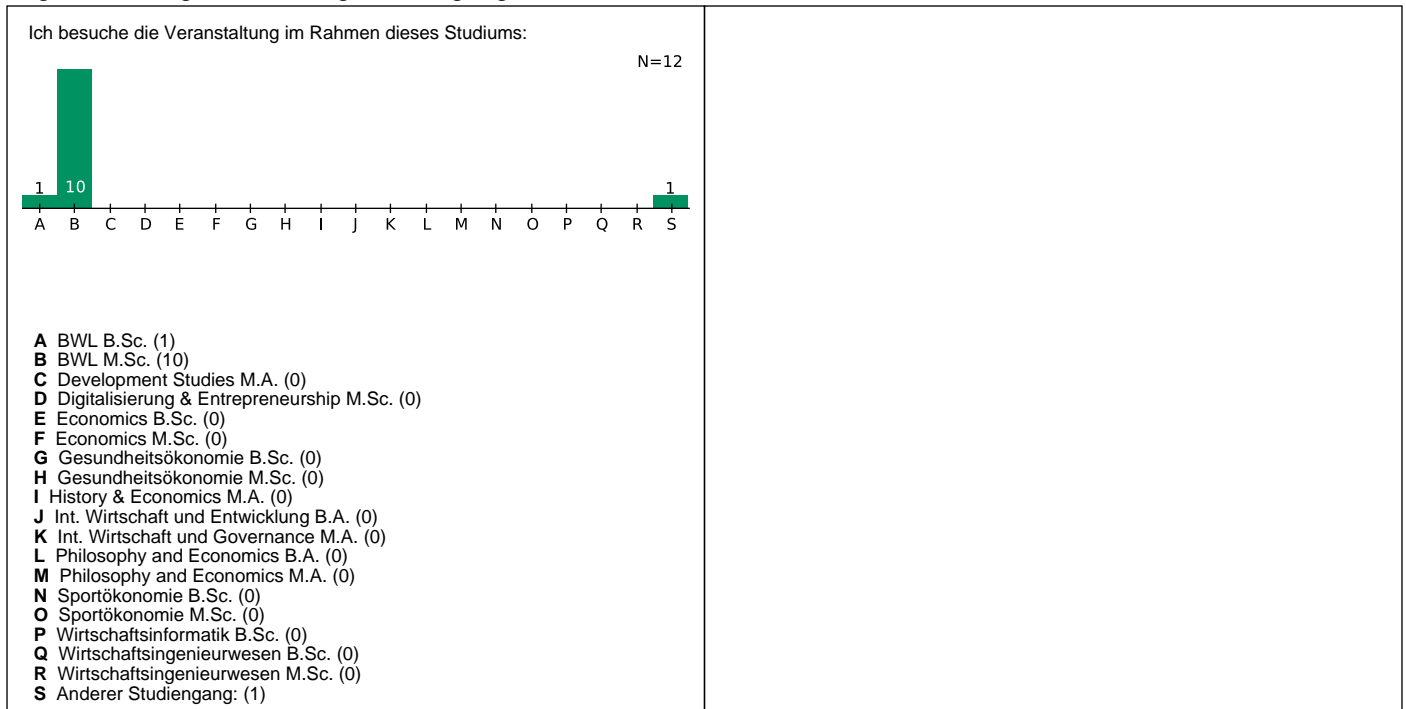 Ich besuche die Veranstaltung im Rahmen dieses Studiums:
N=12
1 10 1
A B C D E F G H I J K L M N O P Q R S
A BWL B.Sc. (1)
B BWL M.Sc. (10)
C Development Studies M.A. (0)
D Digitalisierung & Entrepreneurship M.Sc. (0)
E Economics B.Sc. (0)
F Economics M.Sc. (0)
G Gesundheitsökonomie B.Sc. (0)
H Gesundheitsökonomie M.Sc. (0)
I History & Economics M.A. (0)
J Int. Wirtschaft und Entwicklung B.A. (0)
K Int. Wirtschaft und Governance M.A. (0)
L Philosophy and Economics B.A. (0)
M Philosophy and Economics M.A. (0)
N Sportökonomie B.Sc. (0)
O Sportökonomie M.Sc. (0)
P Wirtschaftsinformatik B.Sc. (0)
Q Wirtschaftsingenieurwesen B.Sc. (0)
R Wirtschaftsingenieurwesen M.Sc. (0)
S Anderer Studiengang: (1)